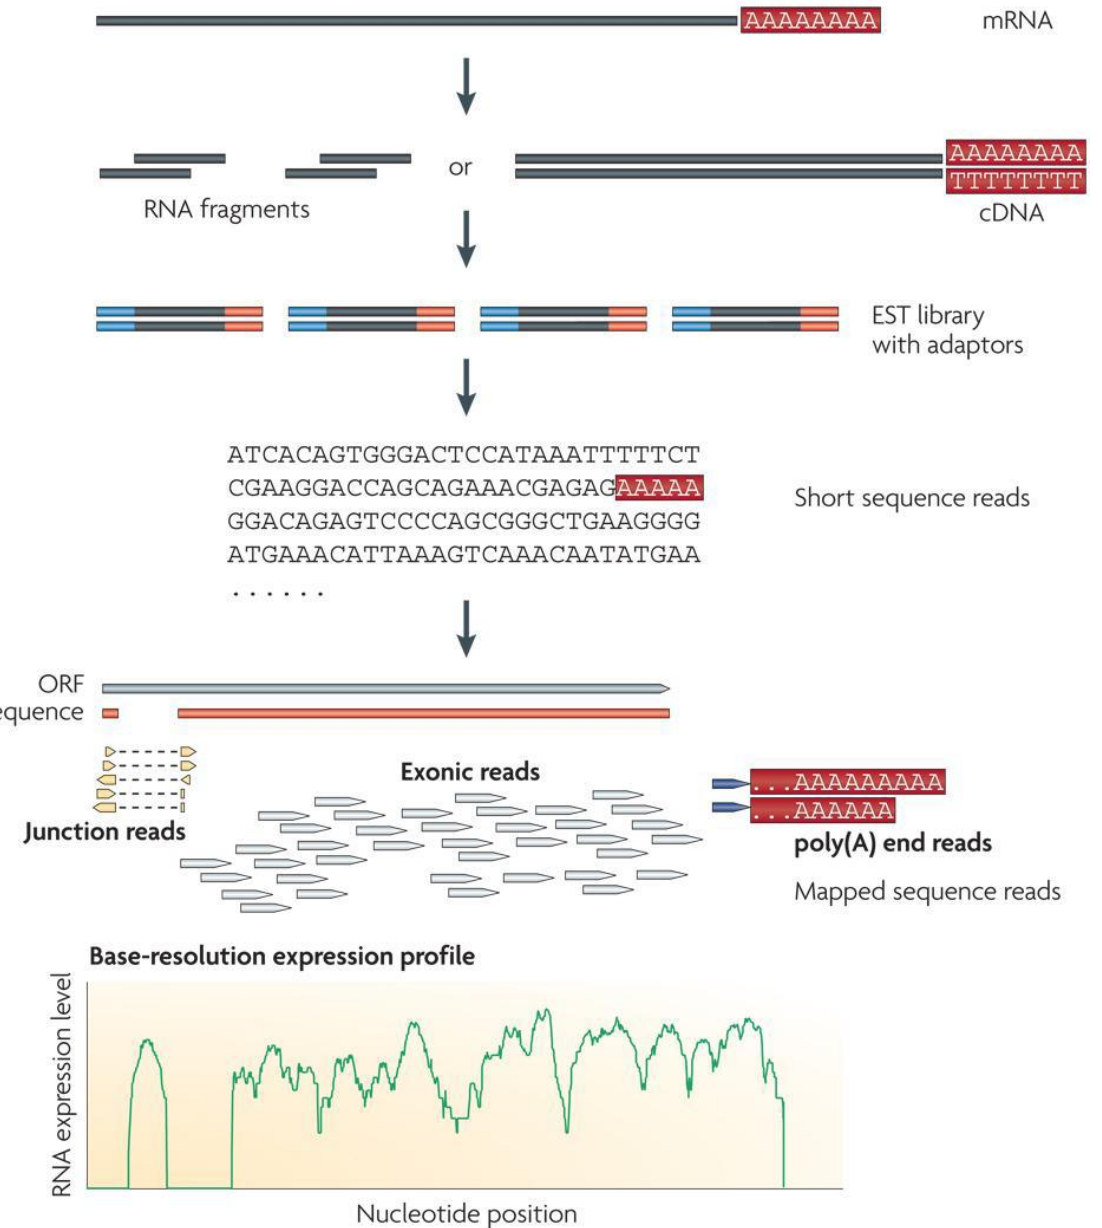 AAAAAAAA
mRNA
or
AAAAAAAA
TTTTTTTT
RNA fragments
cDNA
EST library
with adaptors
ATCACAGTGGGACTCCATAAATTTTTCT
CGAAGGACCAGCAGAAACGAGAGAAAAA
GGACAGAGTCCCCAGCGGGCTGAAGGGG
ATGAAACATTAAAGTCAAACAATATGAA
......
Short sequence reads
ORF
equence
Exonic reads
Junction reads
...AAAAAAAAA
...AAAAAA
poly(A) end reads
Mapped sequence reads
Base-resolution expression profile
RNA expression level
Nucleotide position